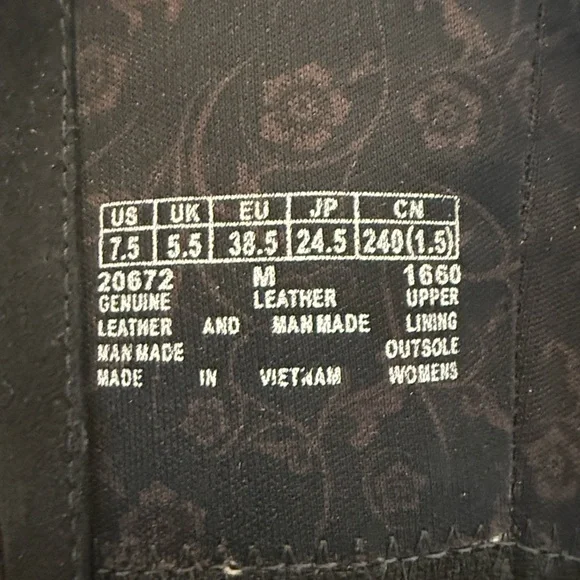 US UK EU JP CN
7.5 5.5 38.5 24.5 240(1.5)
20672 M 1660
GENUINE LEATHER UPPER
LEATHER AND MAN MADE LINING
MAN MADE OUTSOLE
MADE IN VIETNAM WOMENS